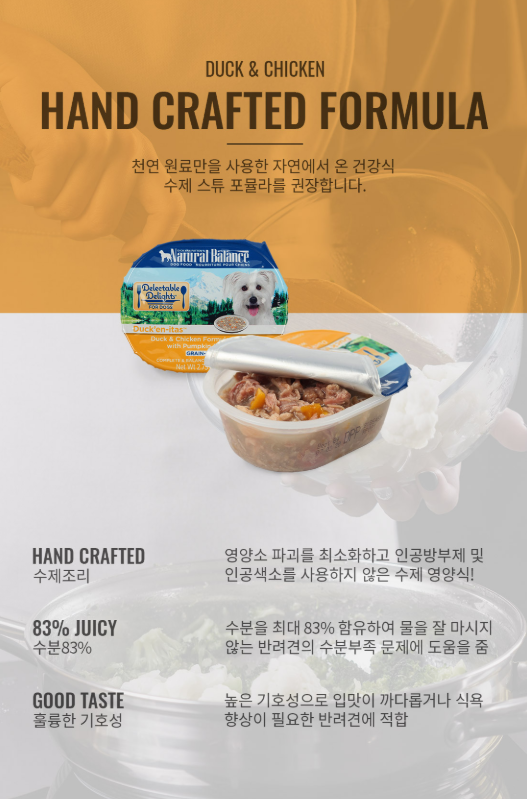 DUCK & CHICKEN
HAND CRAFTED FORMULA
천연 원료만을 사용한 자연에서 온 건강식
수제 스튜 포뮬라를 권장합니다.
Natural Balance
Delectable
Delights
FOR DOGS
Duck'en-itas
Duck & Chicken Form
with Pumpkin
GRAIN-
HAND CRAFTED
수제조리
영양소 파괴를 최소화하고 인공방부제 및
인공색소를 사용하지 않은 수제 영양식!
83% JUICY
수분83%
수분을 최대 83% 함유하여 물을 잘 마시지
않는 반려견의 수분부족 문제에 도움을 줌
GOOD TASTE
훌륭한 기호성
높은 기호성으로 입맛이 까다롭거나 식욕
향상이 필요한 반려견에 적합